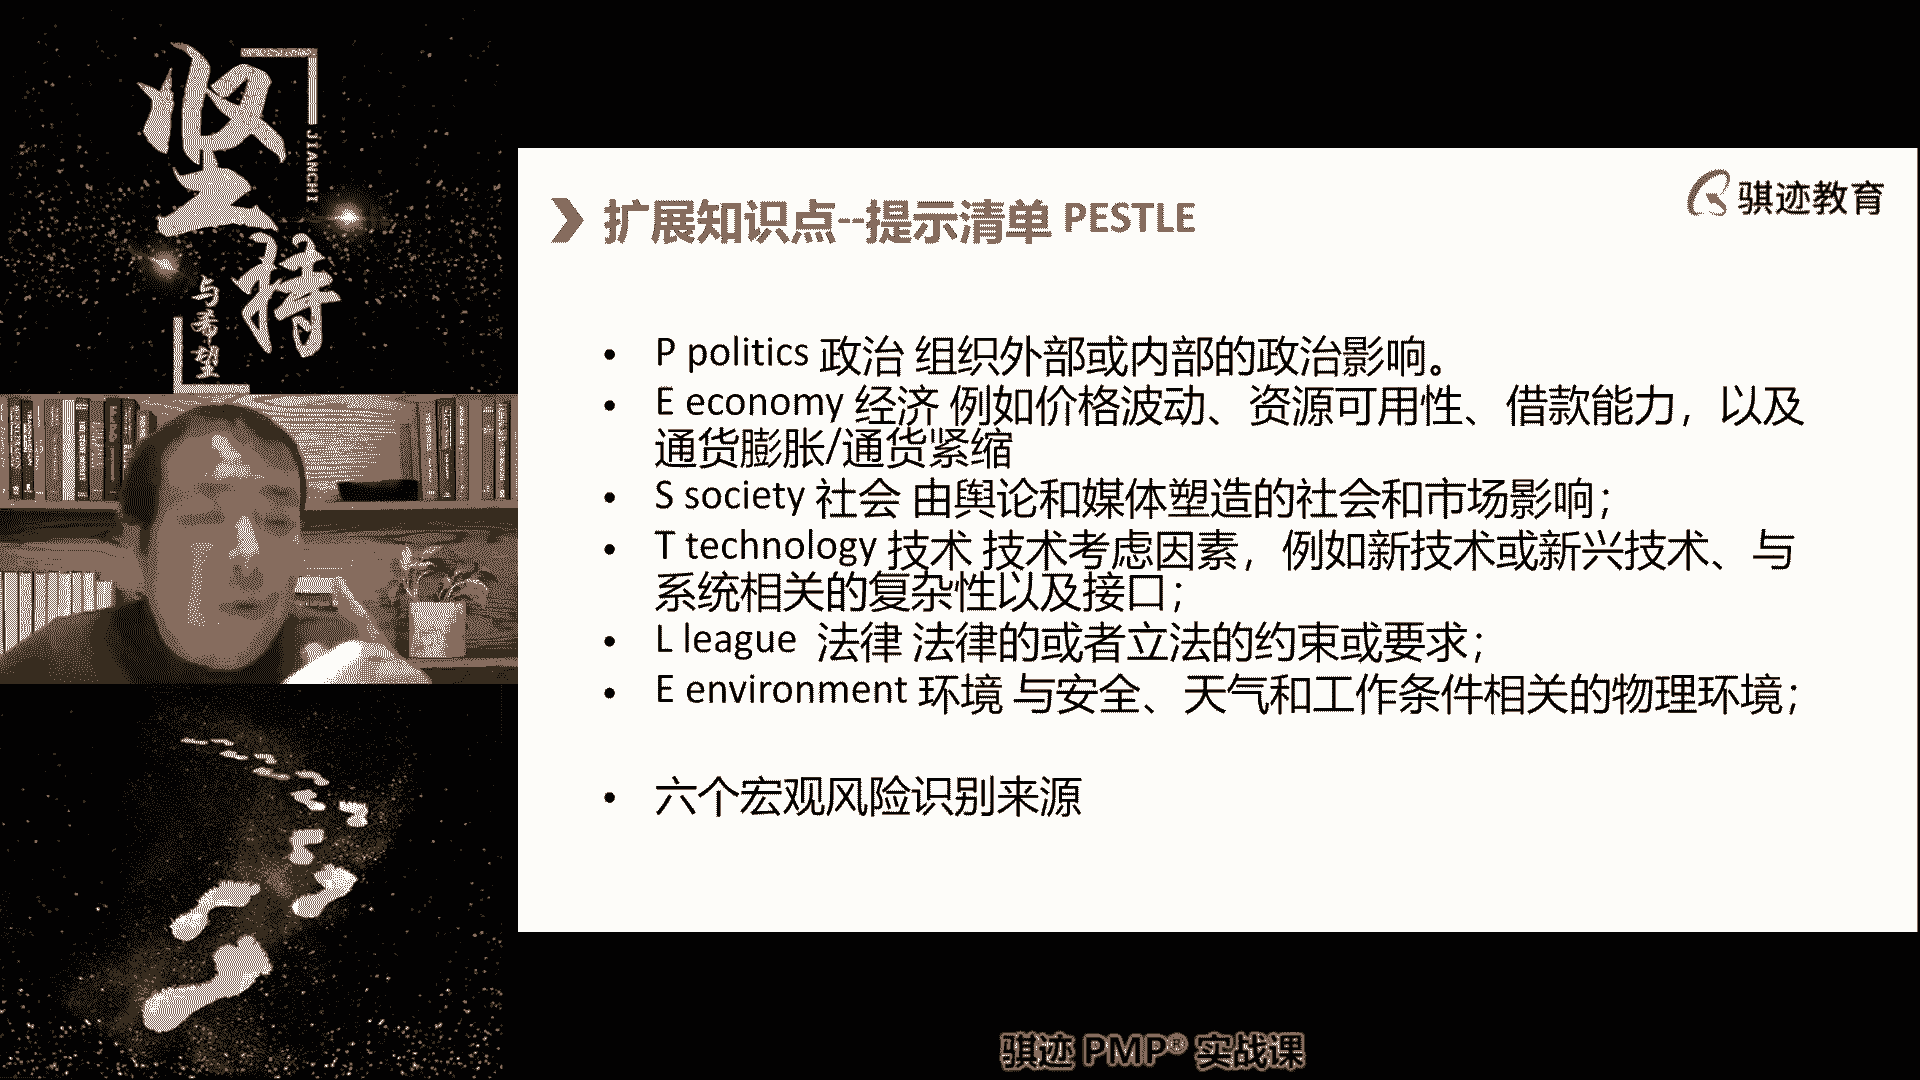 坚持
JIANCHI
与希望
骐迹教育
扩展知识点--提示清单 PESTLE
• P politics 政治 组织外部或内部的政治影响。
• E economy 经济 例如价格波动、资源可用性、借款能力，以及
通货膨胀/通货紧缩
• S society 社会 由舆论和媒体塑造的社会和市场影响；
• T technology 技术 技术考虑因素，例如新技术或新兴技术、与
系统相关的复杂性以及接口；
• L league 法律 法律的或者立法的约束或要求；
• E environment 环境 与安全、天气和工作条件相关的物理环境；
• 六个宏观风险识别来源
骐迹 PMP® 实战课